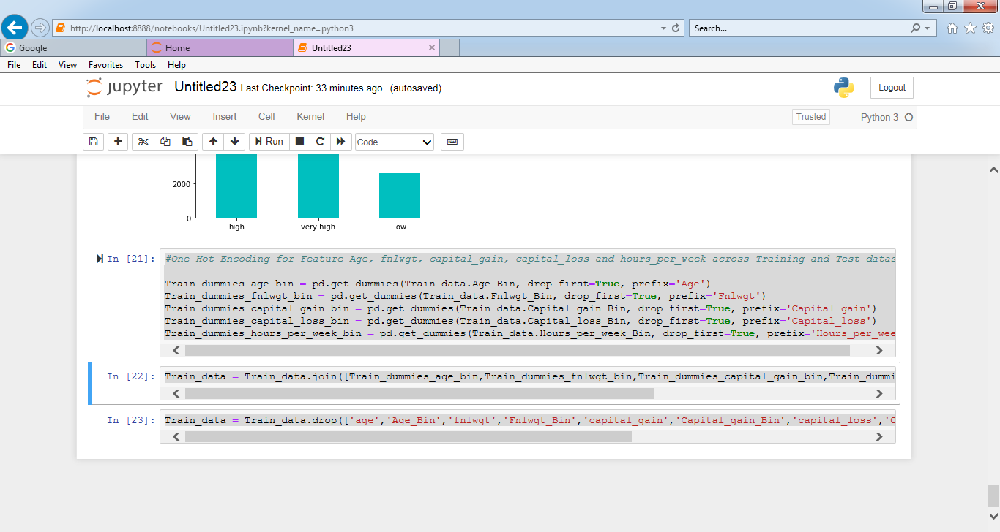 http://localhost:8888/notebooks/Untitled23.ipynb?kernel_name=python3
Search...
Google
Home
Untitled23
File Edit View Favorites Tools Help
jupyter Untitled23 Last Checkpoint: 33 minutes ago (autosaved)
Logout
File Edit View Insert Cell Kernel Help
Trusted
Python 3
Run
Code
2000
0
high very high low
In [21]:
#One Hot Encoding for Feature Age, fnlwgt, capital_gain, capital_loss and hours_per_week across Training and Test datas
Train_dummies_age_bin = pd.get_dummies(Train_data.Age_Bin, drop_first=True, prefix='Age')
Train_dummies_fnlwgt_bin = pd.get_dummies(Train_data.Fnlwgt_Bin, drop_first=True, prefix='Fnlwgt')
Train_dummies_capital_gain_bin = pd.get_dummies(Train_data.Capital_gain_Bin, drop_first=True, prefix='Capital_gain')
Train_dummies_capital_loss_bin = pd.get_dummies(Train_data.Capital_loss_Bin, drop_first=True, prefix='Capital_loss')
Train_dummies_hours_per_week_bin = pd.get_dummies(Train_data.Hours_per_week_Bin, drop_first=True, prefix='Hours_per_wee
In [22]:
Train_data = Train_data.join([Train_dummies_age_bin,Train_dummies_fnlwgt_bin,Train_dummies_capital_gain_bin,Train_dummi
In [23]:
Train_data = Train_data.drop(['age','Age_Bin','fnlwgt','Fnlwgt_Bin','capital_gain','Capital_gain_Bin','capital_loss','C